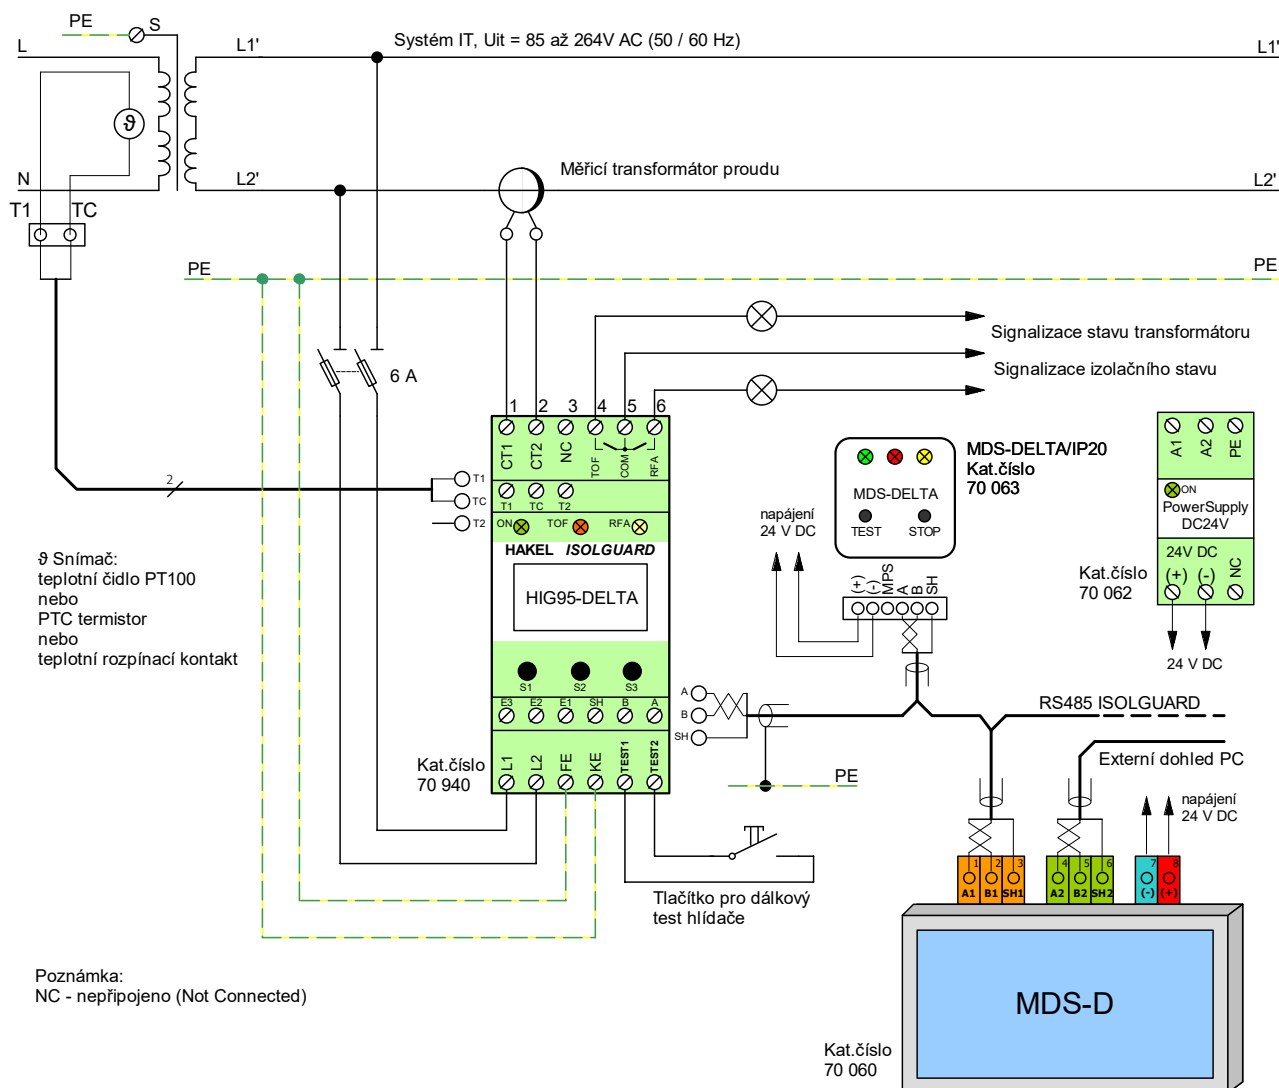 PE
S
L
L1'
Systém IT, Uit = 85 až 264V AC (50 / 60 Hz)
L1'
ϑ
N
L2'
Měřicí transformátor proudu
L2'
T1
TC
PE
PE
Signalizace stavu transformátoru
Signalizace izolačního stavu
6 A
1 2 3 4 5 6
CT1 CT2 NC TOF COM RFA
T1 TC T2
ON TOF RFA
HAKEL ISOLGUARD
HIG95-DELTA
S1 S2 S3
E3 E2 E1 SH B A
L1 L2 FE KE TEST1 TEST2
Kat.číslo
70 940
2
T1
TC
T2
ϑ Snímač:
teplotní čidlo PT100
nebo
PTC termistor
nebo
teplotní rozpínací kontakt
MDS-DELTA
TEST STOP
MDS-DELTA/IP20
Kat.číslo
70 063
napájení
24 V DC
(+) (-) MPS A B SH
A1 A2 PE
ON
PowerSupply
DC24V
24V DC
(+) (-) NC
Kat.číslo
70 062
24 V DC
A
B
SH
PE
RS485 ISOLGUARD
Externí dohled PC
napájení
24 V DC
Tlačítko pro dálkový
test hlídače
1 2 3 4 5 6 7 8
A1 B1 SH1 A2 B2 SH2 (-) (+)
MDS-D
Kat.číslo
70 060
Poznámka:
NC - nepřipojeno (Not Connected)